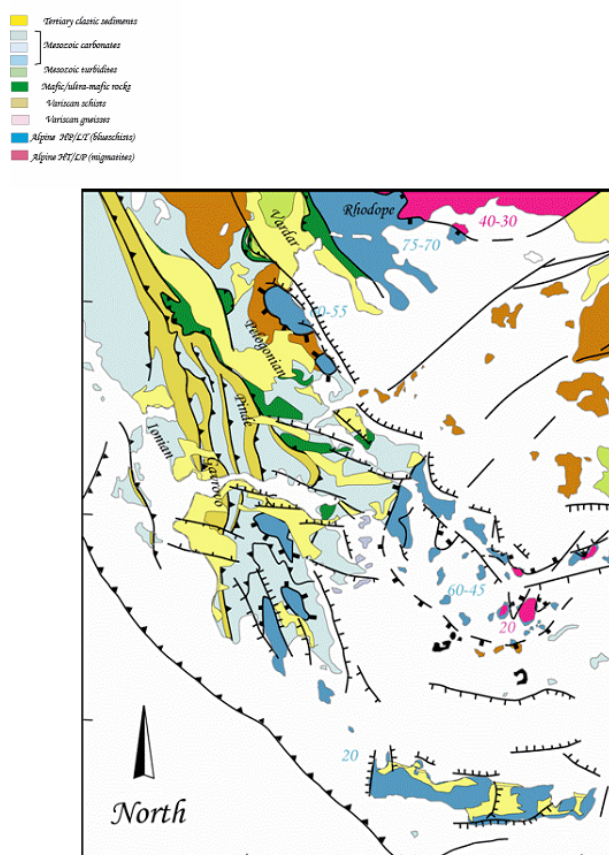 Tertiary clastic sediments
Mesozoic carbonates
Mesozoic turbidites
Mafic/ultra-mafic rocks
Variscan schists
Variscan gneisses
Alpine HP/LT (blueschists)
Alpine HT/LP (migmatites)
Rhodope
40-30
Vardar
75-70
60-55
Pelogonian
Pinde
Ionian
Gavrovo
60-45
20
20
North